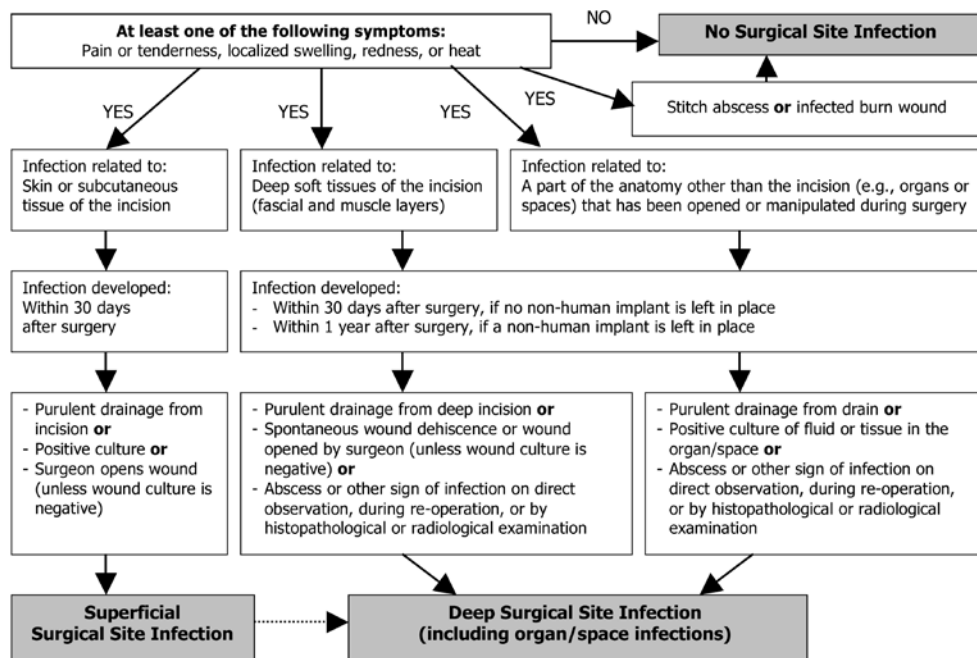 At least one of the following symptoms:
Pain or tenderness, localized swelling, redness, or heat
NO
No Surgical Site Infection
YES
YES
YES
YES
Stitch abscess or infected burn wound
Infection related to:
Skin or subcutaneous
tissue of the incision
Infection related to:
Deep soft tissues of the incision
(fascial and muscle layers)
Infection related to:
A part of the anatomy other than the incision (e.g., organs or
spaces) that has been opened or manipulated during surgery
Infection developed:
Within 30 days
after surgery
Infection developed:
- Within 30 days after surgery, if no non-human implant is left in place
- Within 1 year after surgery, if a non-human implant is left in place
- Purulent drainage from
incision or
- Positive culture or
- Surgeon opens wound
(unless wound culture is
negative)
- Purulent drainage from deep incision or
- Spontaneous wound dehiscence or wound
opened by surgeon (unless wound culture is
negative) or
- Abscess or other sign of infection on direct
observation, during re-operation, or by
histopathological or radiological examination
- Purulent drainage from drain or
- Positive culture of fluid or tissue in the
organ/space or
- Abscess or other sign of infection on
direct observation, during re-operation,
or by histopathological or radiological
examination
Superficial
Surgical Site Infection
Deep Surgical Site Infection
(including organ/space infections)